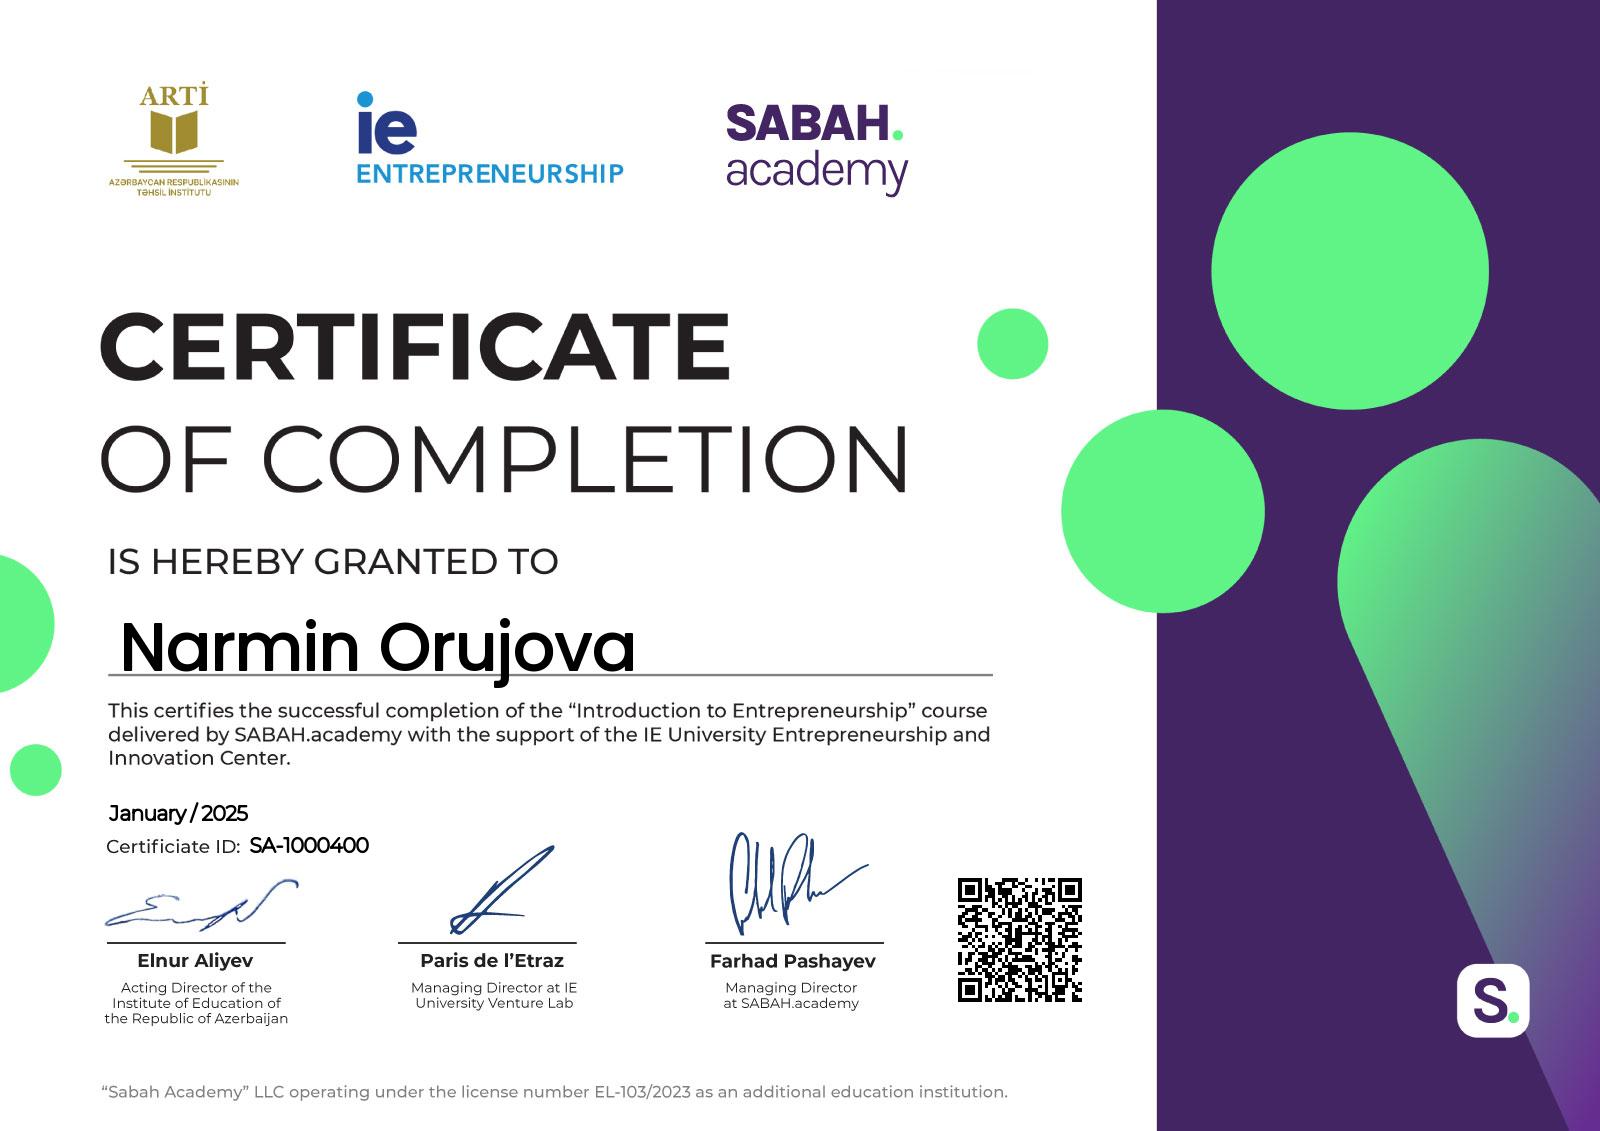 ARTİ
AZƏRBAYCAN RESPUBLİKASININ
TƏHSİL İNSTİTUTU
ie
ENTREPRENEURSHIP
SABAH.
academy
CERTIFICATE
OF COMPLETION
IS HEREBY GRANTED TO
Narmin Orujova
This certifies the successful completion of the “Introduction to Entrepreneurship” course
delivered by SABAH.academy with the support of the IE University Entrepreneurship and
Innovation Center.
January / 2025
Certificiate ID: SA-1000400
Elnur Aliyev
Acting Director of the
Institute of Education of
the Republic of Azerbaijan
Paris de l’Etraz
Managing Director at IE
University Venture Lab
Farhad Pashayev
Managing Director
at SABAH.academy
S.
“Sabah Academy” LLC operating under the license number EL-103/2023 as an additional education institution.